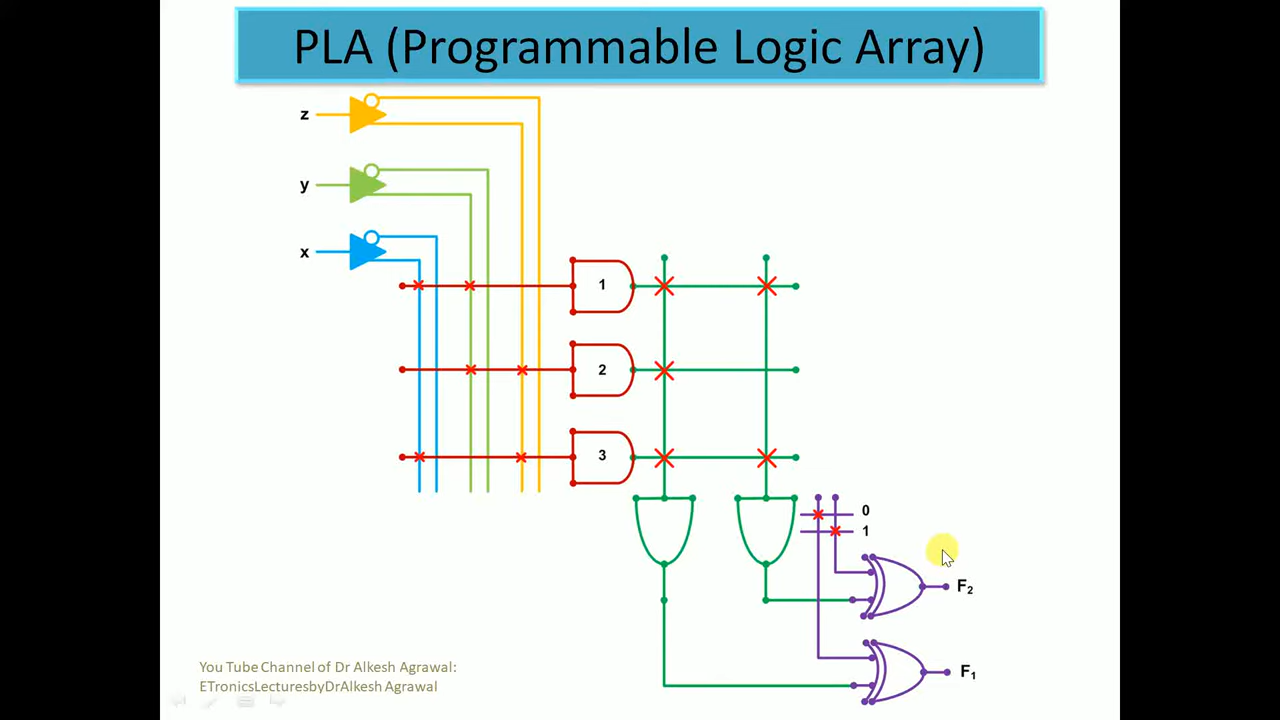 PLA (Programmable Logic Array)
z
y
x
1
2
3
0
1
F₂
F₁
You Tube Channel of Dr Alkesh Agrawal:
ETronicsLecturesbyDrAlkesh Agrawal